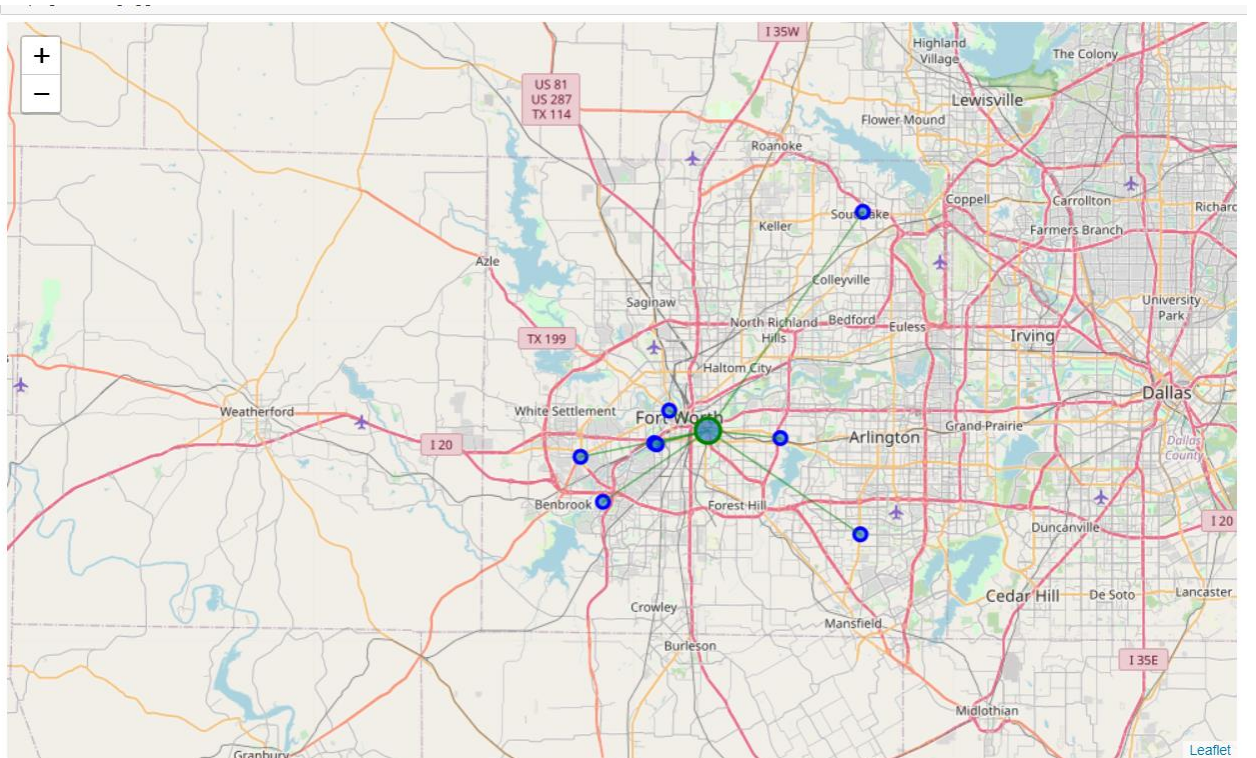 +
−
I 35W
Highland
Village
The Colony
US 81
US 287
TX 114
Lewisville
Flower Mound
Roanoke
Coppell
Carrollton
Richar
Southlake
Keller
Farmers Branch
Azle
Colleyville
Saginaw
University
Park
North Richland
Hills
Bedford
Euless
Irving
TX 199
Haltom City
Dallas
Weatherford
White Settlement
Fort Worth
Grand Prairie
Arlington
I 20
Dallas
County
Benbrook
Forest Hill
Duncanville
I 20
Cedar Hill
De Soto
Lancaster
Crowley
Mansfield
Burleson
I 35E
Midlothian
Granbury
Leaflet